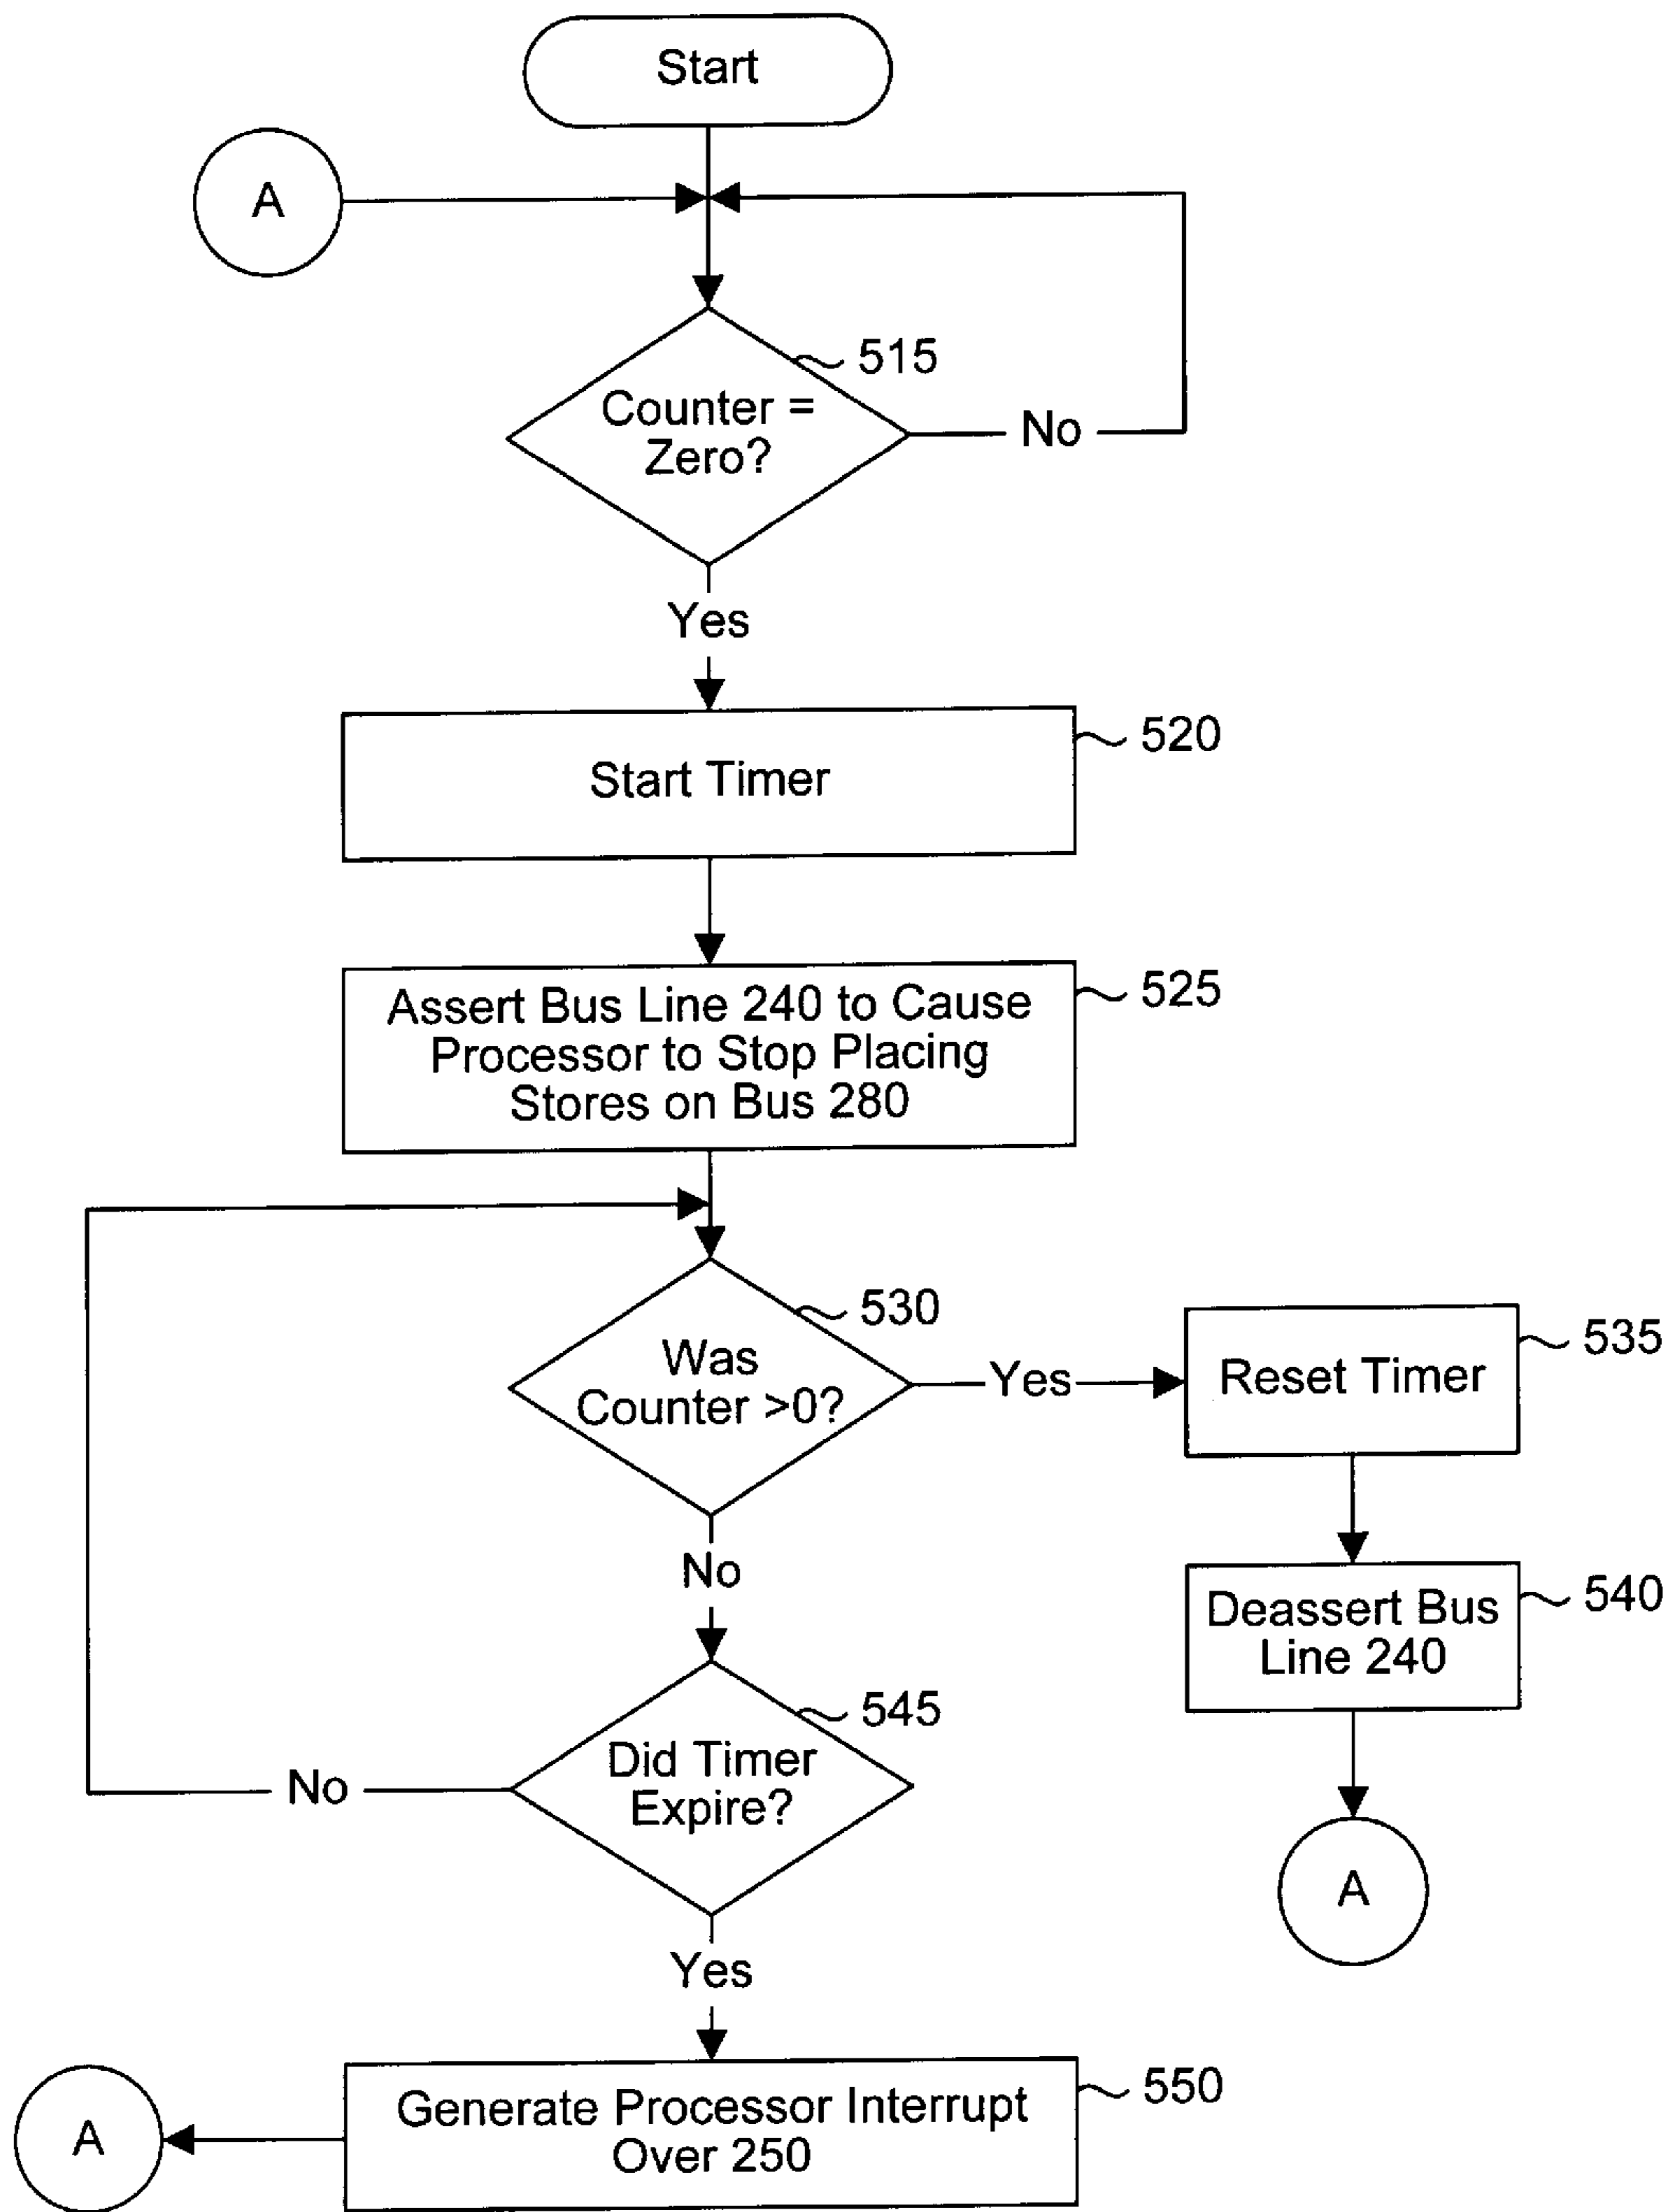 Start
A
515
Counter =
Zero?
No
Yes
520
Start Timer
525
Assert Bus Line 240 to Cause
Processor to Stop Placing
Stores on Bus 280
530
Was
Counter >0?
Yes
535
Reset Timer
No
540
Deassert Bus
Line 240
545
Did Timer
Expire?
No
A
Yes
550
Generate Processor Interrupt
Over 250
A